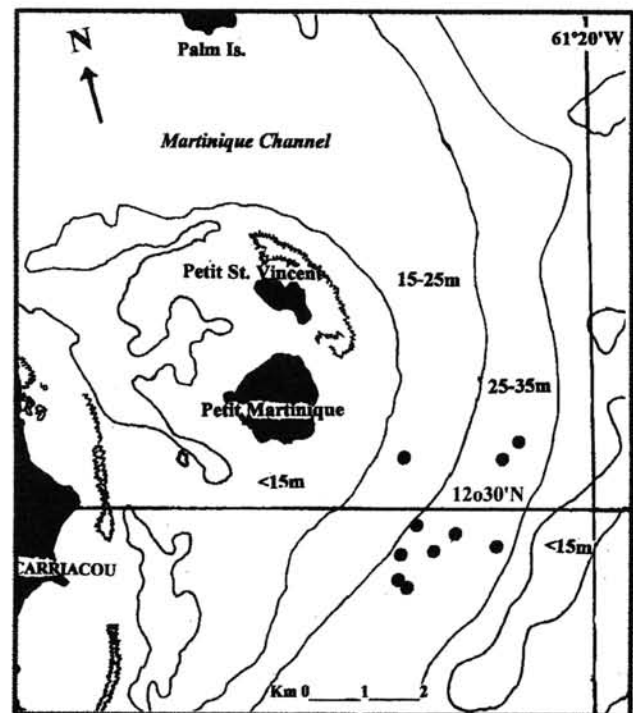 61°20'W
N
Palm Is.
Martinique Channel
Petit St. Vincent
15-25m
25-35m
Petit Martinique
<15m
12o30'N
<15m
CARRIACOU
Km 0 1 2